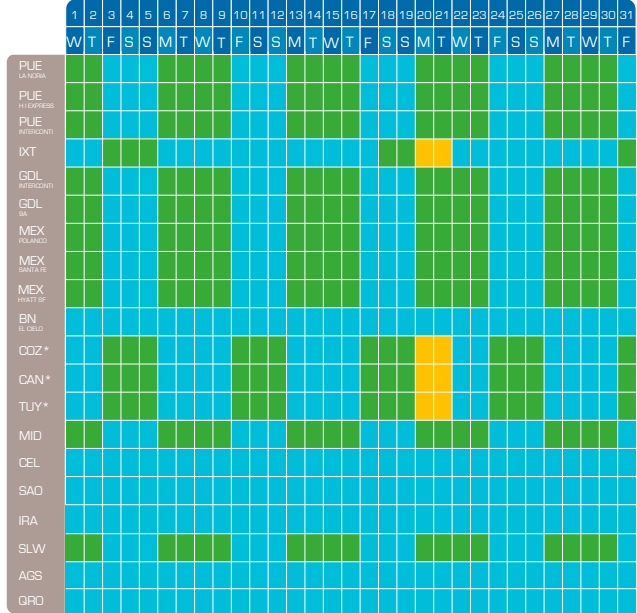 1 2 3 4 5 6 7 8 9 10 11 12 13 14 15 16 17 18 19 20 21 22 23 24 25 26 27 28 29 30 31
W T F S S M T W T F S S M T W T F S S M T W T F S S M T W T F
PUE
LA NORIA
PUE
H I EXPRESS
PUE
INTERCONTI
IXT
GDL
INTERCONTI
GDL
SA
MEX
POLANCO
MEX
SANTA FE
MEX
HYATT SF
BN
EL CIELO
COZ*
CAN*
TUY*
MID
CEL
SAO
IRA
SLW
AGS
QRO